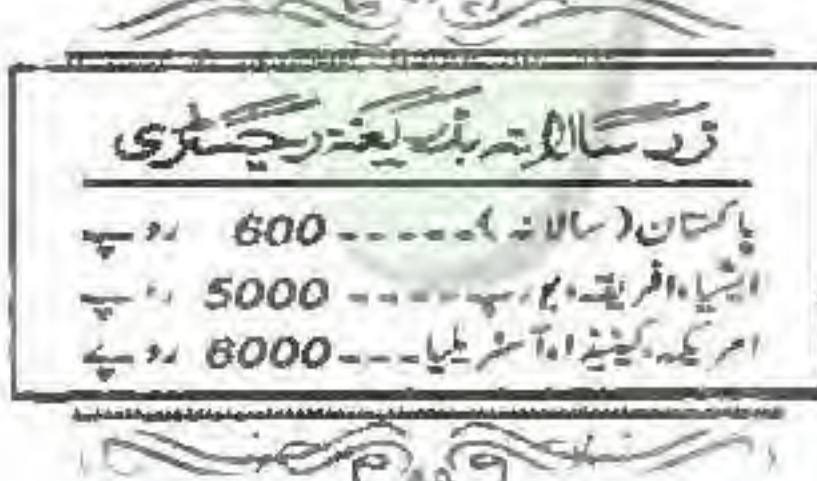 زرِ سالانہ بذریعہ رجسٹری
پاکستان (سالانہ) ----- 600 روپے
ایشیا، افریقہ، یورپ ---- 5000 روپے
امریکہ، کینیڈا، آسٹریلیا --- 6000 روپے